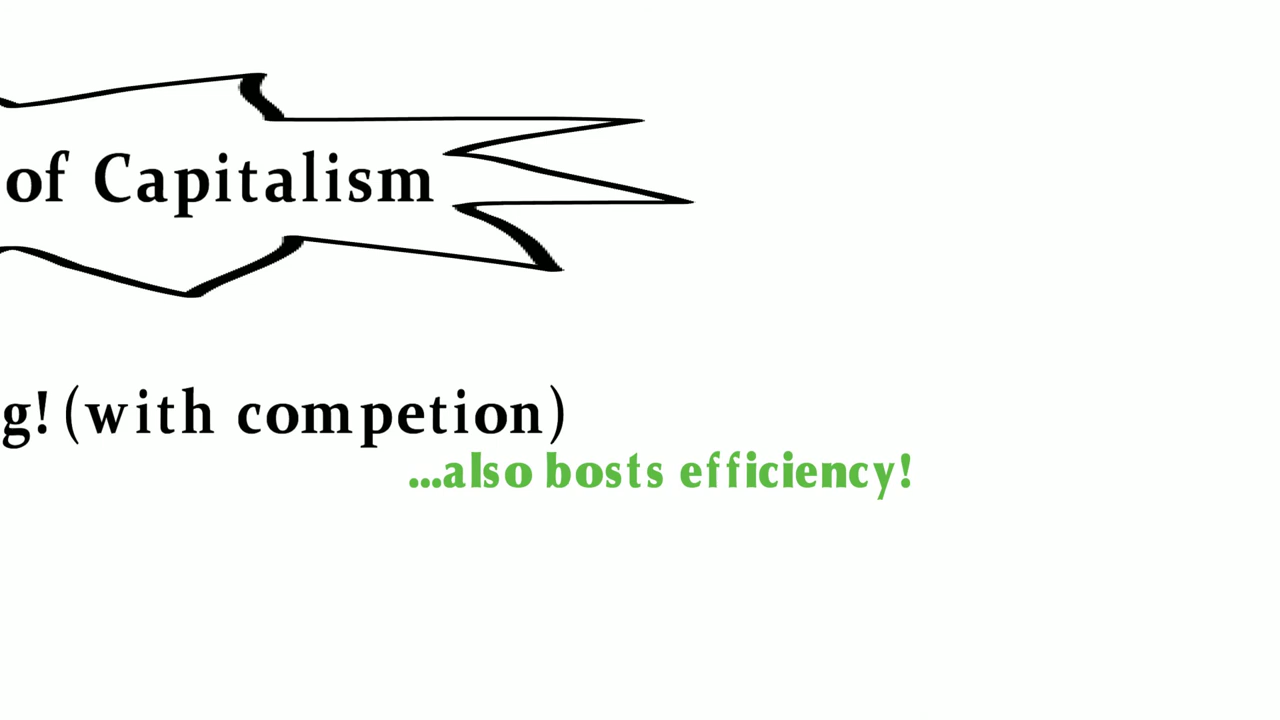 of Capitalism
g! (with competion)
...also bosts efficiency!